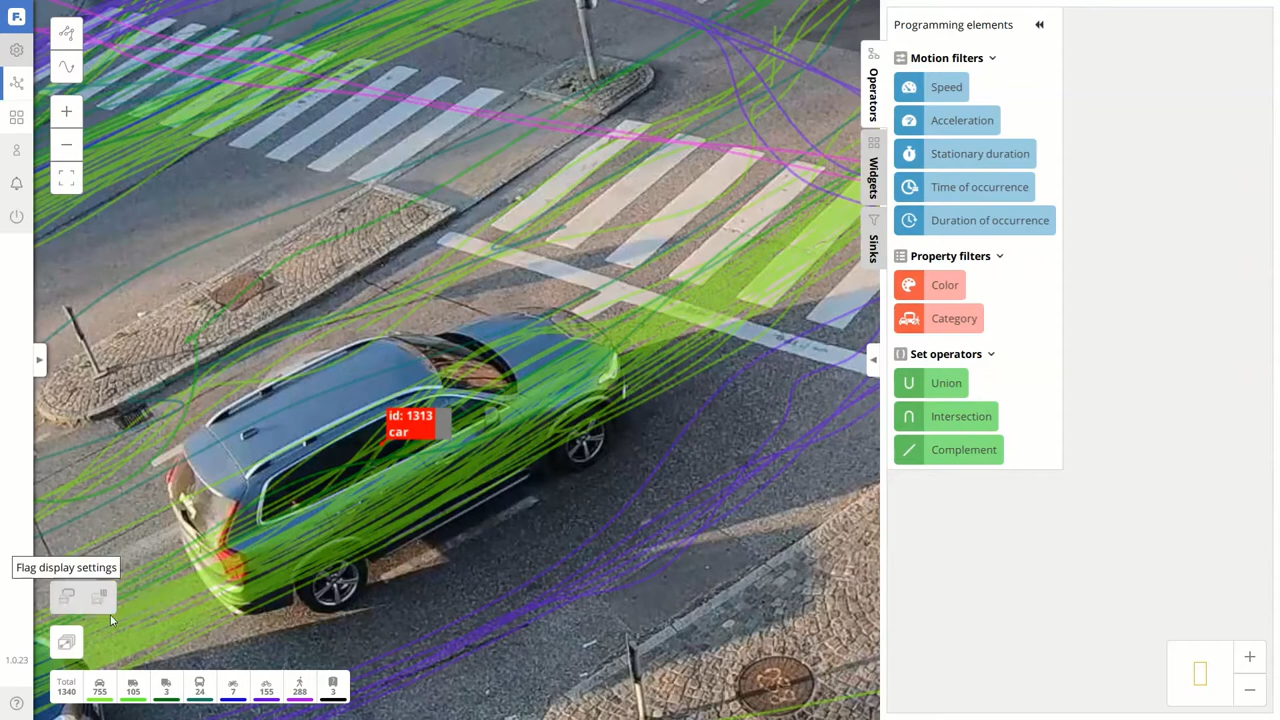 F.
Programming elements
Motion filters
Speed
Acceleration
Stationary duration
Time of occurrence
Duration of occurrence
Property filters
Color
Category
Set operators
Union
Intersection
Complement
Operators
Widgets
Sinks
id: 1313
car
Flag display settings
1.0.23
Total
1340
755
105
3
24
7
155
288
3